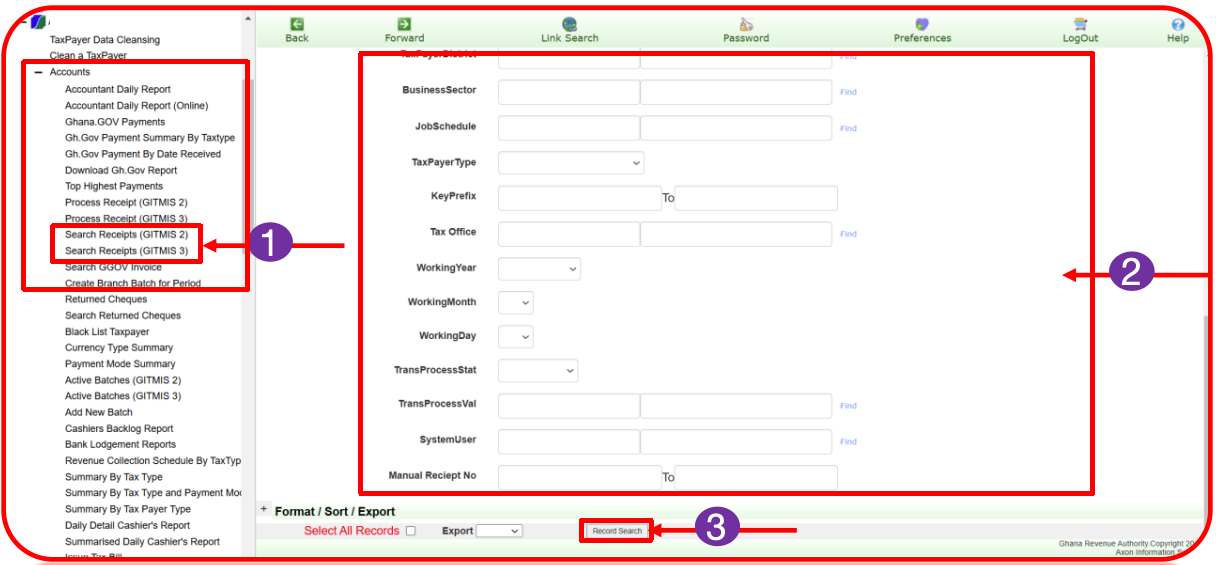 Back
Forward
Link Search
Password
Preferences
LogOut
Help
TaxPayer Data Cleansing
Clean a TaxPayer
Accounts
Accountant Daily Report
Accountant Daily Report (Online)
Ghana.GOV Payments
Gh.Gov Payment Summary By Taxtype
Gh.Gov Payment By Date Received
Download Gh.Gov Report
Top Highest Payments
Process Receipt (GITMIS 2)
Process Receipt (GITMIS 3)
Search Receipts (GITMIS 2)
Search Receipts (GITMIS 3)
Search GGOV Invoice
Create Branch Batch for Period
Returned Cheques
Search Returned Cheques
Black List Taxpayer
Currency Type Summary
Payment Mode Summary
Active Batches (GITMIS 2)
Active Batches (GITMIS 3)
Add New Batch
Cashiers Backlog Report
Bank Lodgement Reports
Revenue Collection Schedule By TaxTyp
Summary By Tax Type
Summary By Tax Type and Payment Mo
Summary By Tax Payer Type
Daily Detail Cashier's Report
Summarised Daily Cashier's Report
Issue Tax Bill
1
TaxPayerDistrict Find
BusinessSector Find
JobSchedule Find
TaxPayerType
KeyPrefix To
Tax Office Find
WorkingYear
WorkingMonth
WorkingDay
TransProcessStat
TransProcessVal Find
SystemUser Find
Manual Reciept No To
2
+ Format / Sort / Export
Select All Records Export Record Search
3
Ghana Revenue Authority.Copyright 20
Axon Information